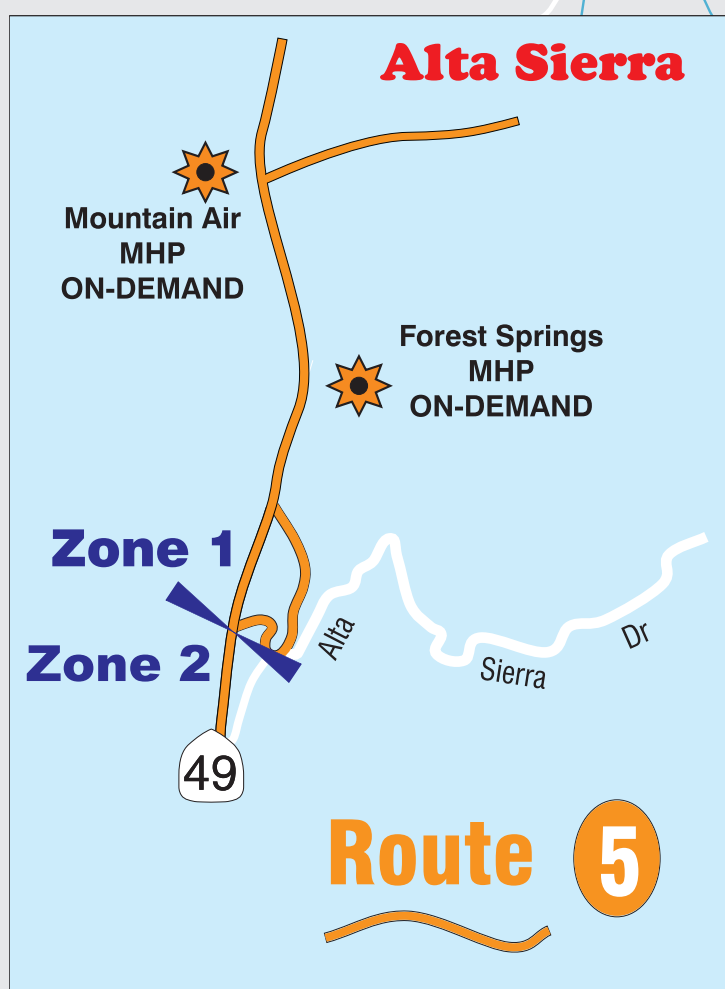 Alta Sierra
Mountain Air
MHP
ON-DEMAND
Forest Springs
MHP
ON-DEMAND
Zone 1
Zone 2
Alta
Sierra
Dr
49
Route 5